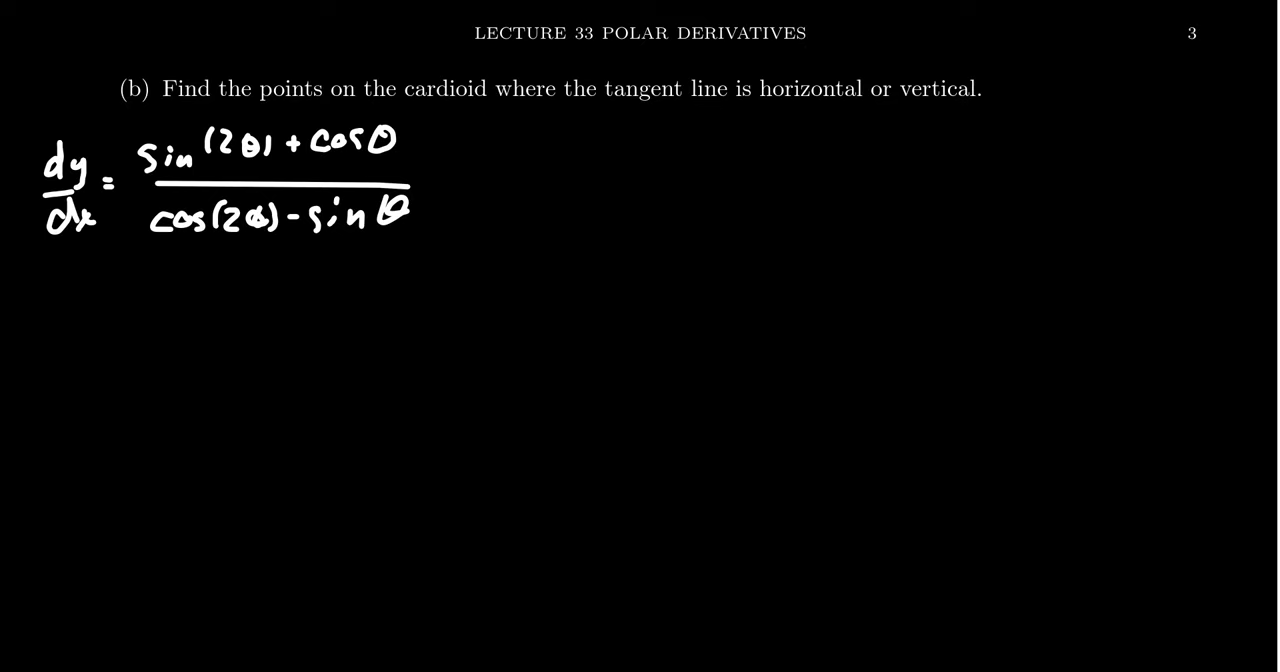 LECTURE 33 POLAR DERIVATIVES 3
(b) Find the points on the cardioid where the tangent line is horizontal or vertical.
dy/dx = (sin(2θ) + cosθ)/(cos(2θ) - sinθ)